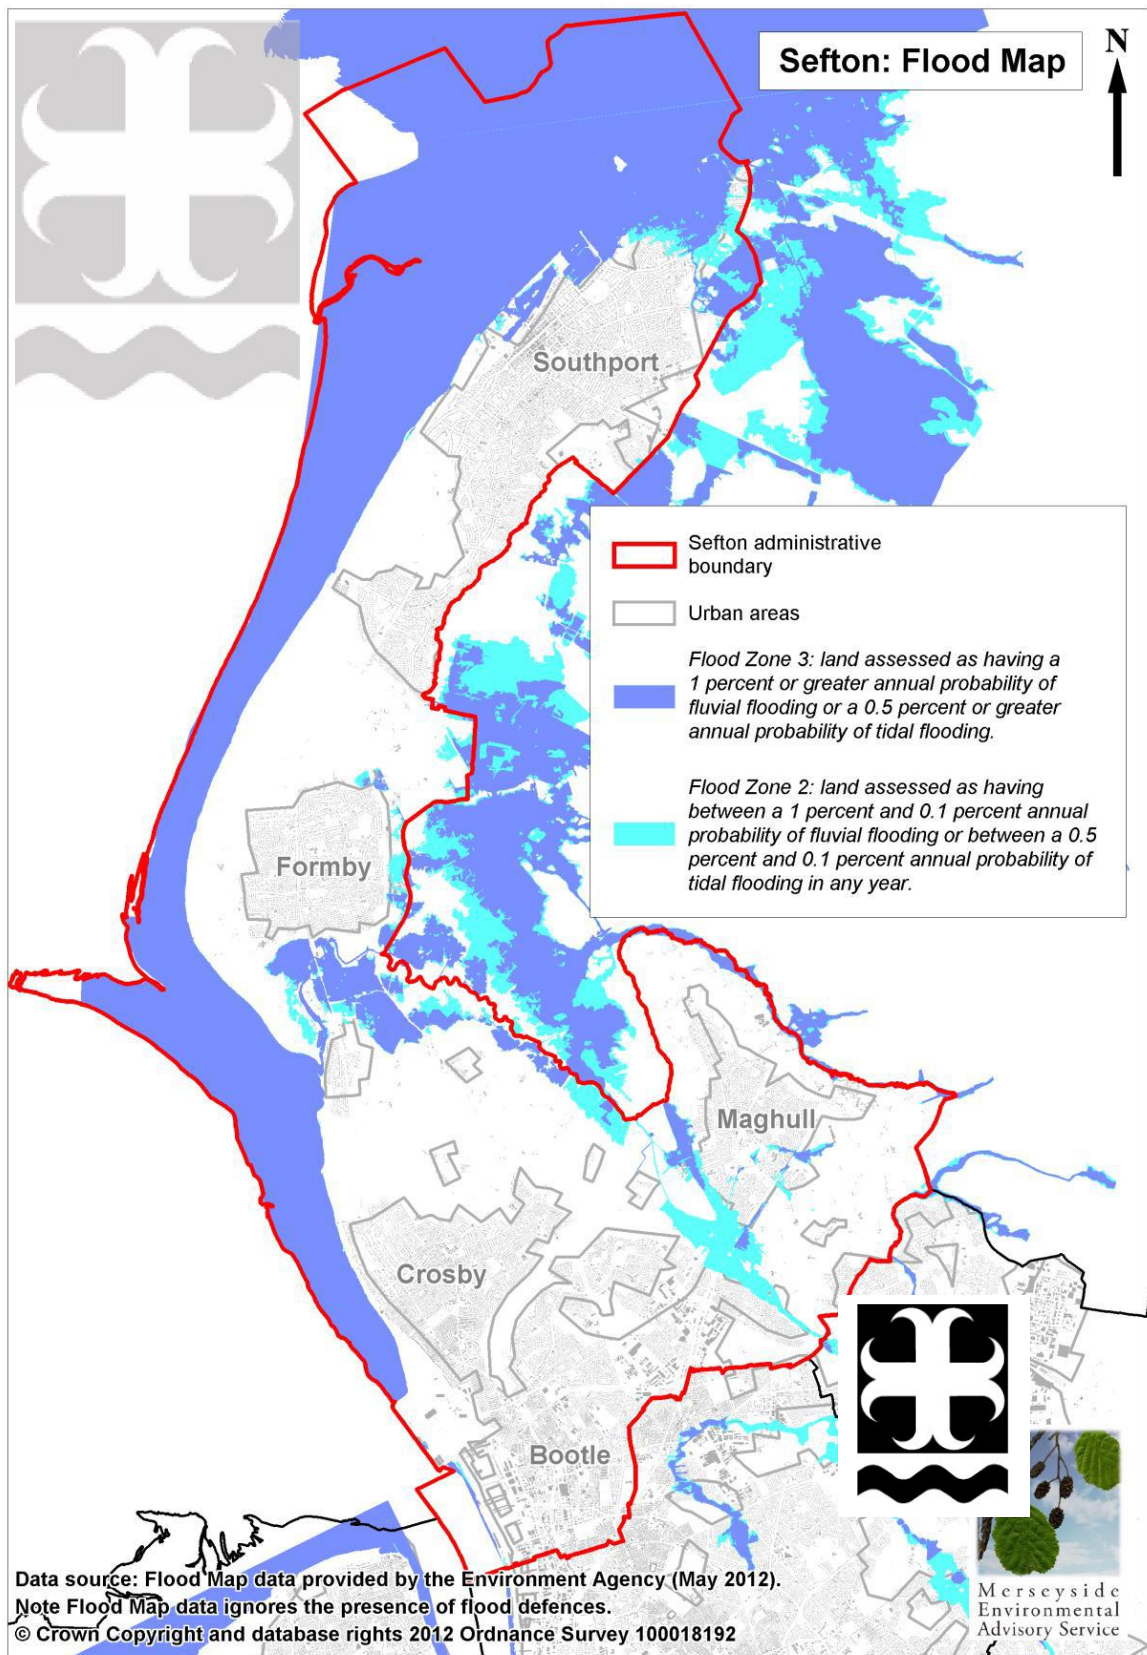 Sefton: Flood Map
N
Southport
Sefton administrative
boundary
Urban areas
Flood Zone 3: land assessed as having a
1 percent or greater annual probability of
fluvial flooding or a 0.5 percent or greater
annual probability of tidal flooding.
Flood Zone 2: land assessed as having
between a 1 percent and 0.1 percent annual
probability of fluvial flooding or between a 0.5
percent and 0.1 percent annual probability of
tidal flooding in any year.
Formby
Maghull
Crosby
Bootle
Data source: Flood Map data provided by the Environment Agency (May 2012).
Note Flood Map data ignores the presence of flood defences.
© Crown Copyright and database rights 2012 Ordnance Survey 100018192
Merseyside
Environmental
Advisory Service